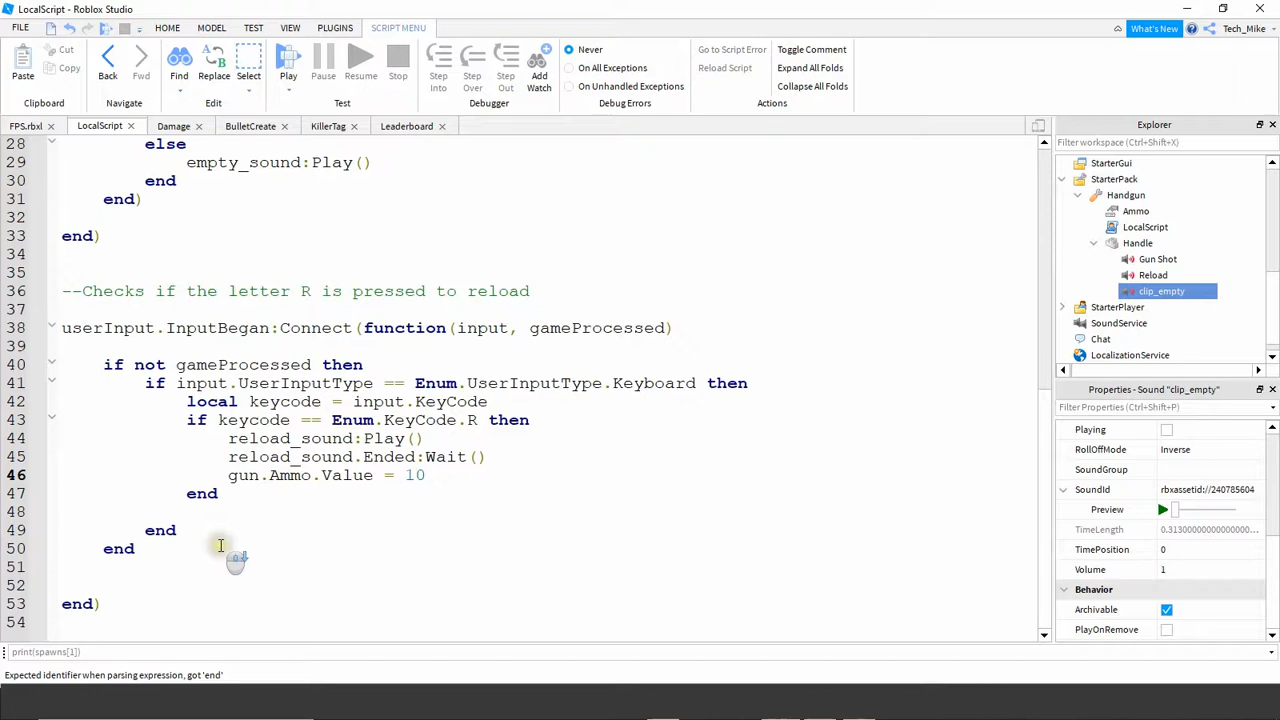 LocalScript - Roblox Studio
FILE HOME MODEL TEST VIEW PLUGINS SCRIPT MENU What's New Tech_Mike
Paste Cut Copy Back Fwd Find Replace Select Play Pause Resume Stop Step Into Step Over Step Out Add Watch Never On All Exceptions On Unhandled Exceptions Go to Script Error Reload Script Toggle Comment Expand All Folds Collapse All Folds
Clipboard Navigate Edit Test Debugger Debug Errors Actions
FPS.rbxl LocalScript Damage BulletCreate KillerTag Leaderboard
28 else
29 empty_sound:Play()
30 end
31 end)
32
33 end)
34
35
36 --Checks if the letter R is pressed to reload
37
38 userInput.InputBegan:Connect(function(input, gameProcessed)
39
40 if not gameProcessed then
41 if input.UserInputType == Enum.UserInputType.Keyboard then
42 local keycode = input.KeyCode
43 if keycode == Enum.KeyCode.R then
44 reload_sound:Play()
45 reload_sound.Ended:Wait()
46 gun.Ammo.Value = 10
47 end
48
49 end
50 end
51
52
53 end)
54
Explorer
Filter workspace (Ctrl+Shift+X)
StarterGui
StarterPack
Handgun
Ammo
LocalScript
Handle
Gun Shot
Reload
clip_empty
StarterPlayer
SoundService
Chat
LocalizationService
Properties - Sound "clip_empty"
Filter Properties (Ctrl+Shift+P)
Playing
RollOffMode Inverse
SoundGroup
SoundId rbxassetid://240785604
Preview
TimeLength 0.31300000000000000...
TimePosition 0
Volume 1
Behavior
Archivable
PlayOnRemove
print(spawns[1])
Expected identifier when parsing expression, got 'end'